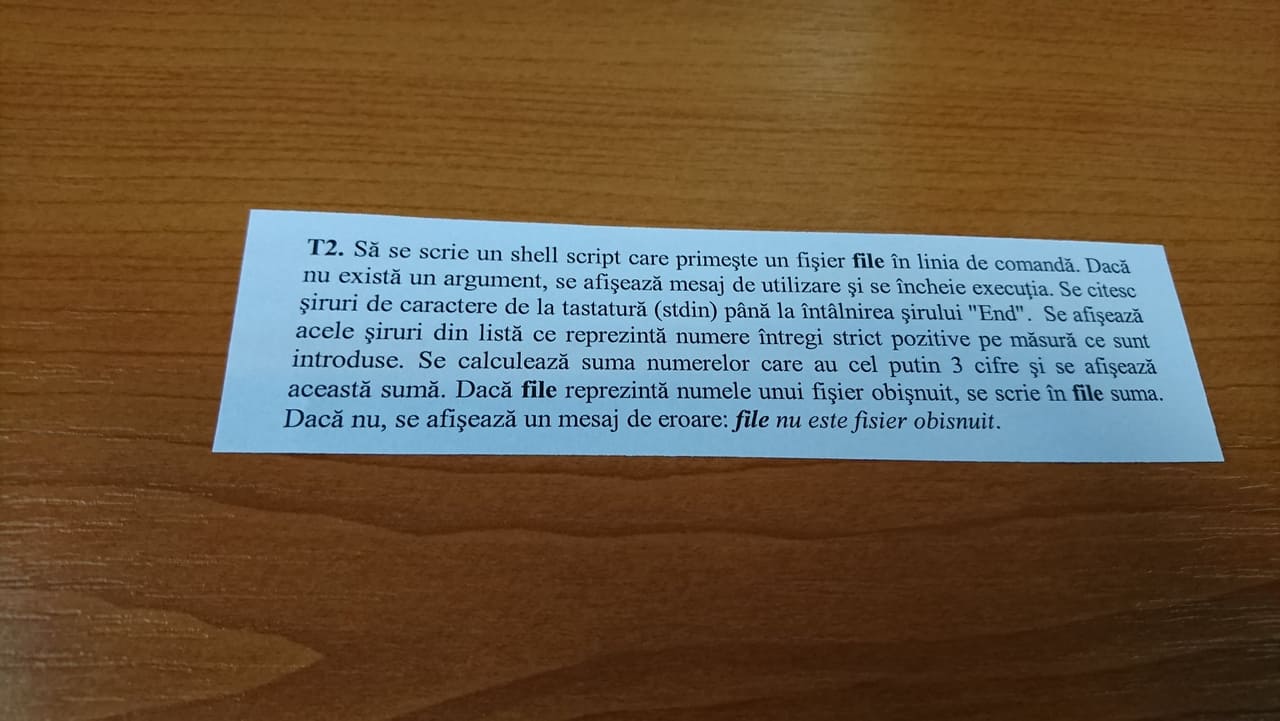 T2. Să se scrie un shell script care primeşte un fişier file în linia de comandă. Dacă
nu există un argument, se afişează mesaj de utilizare şi se încheie execuţia. Se citesc
şiruri de caractere de la tastatură (stdin) până la întâlnirea şirului "End". Se afişează
acele şiruri din listă ce reprezintă numere întregi strict pozitive pe măsură ce sunt
introduse. Se calculează suma numerelor care au cel putin 3 cifre şi se afişează
această sumă. Dacă file reprezintă numele unui fişier obişnuit, se scrie în file suma.
Dacă nu, se afişează un mesaj de eroare: file nu este fisier obisnuit.